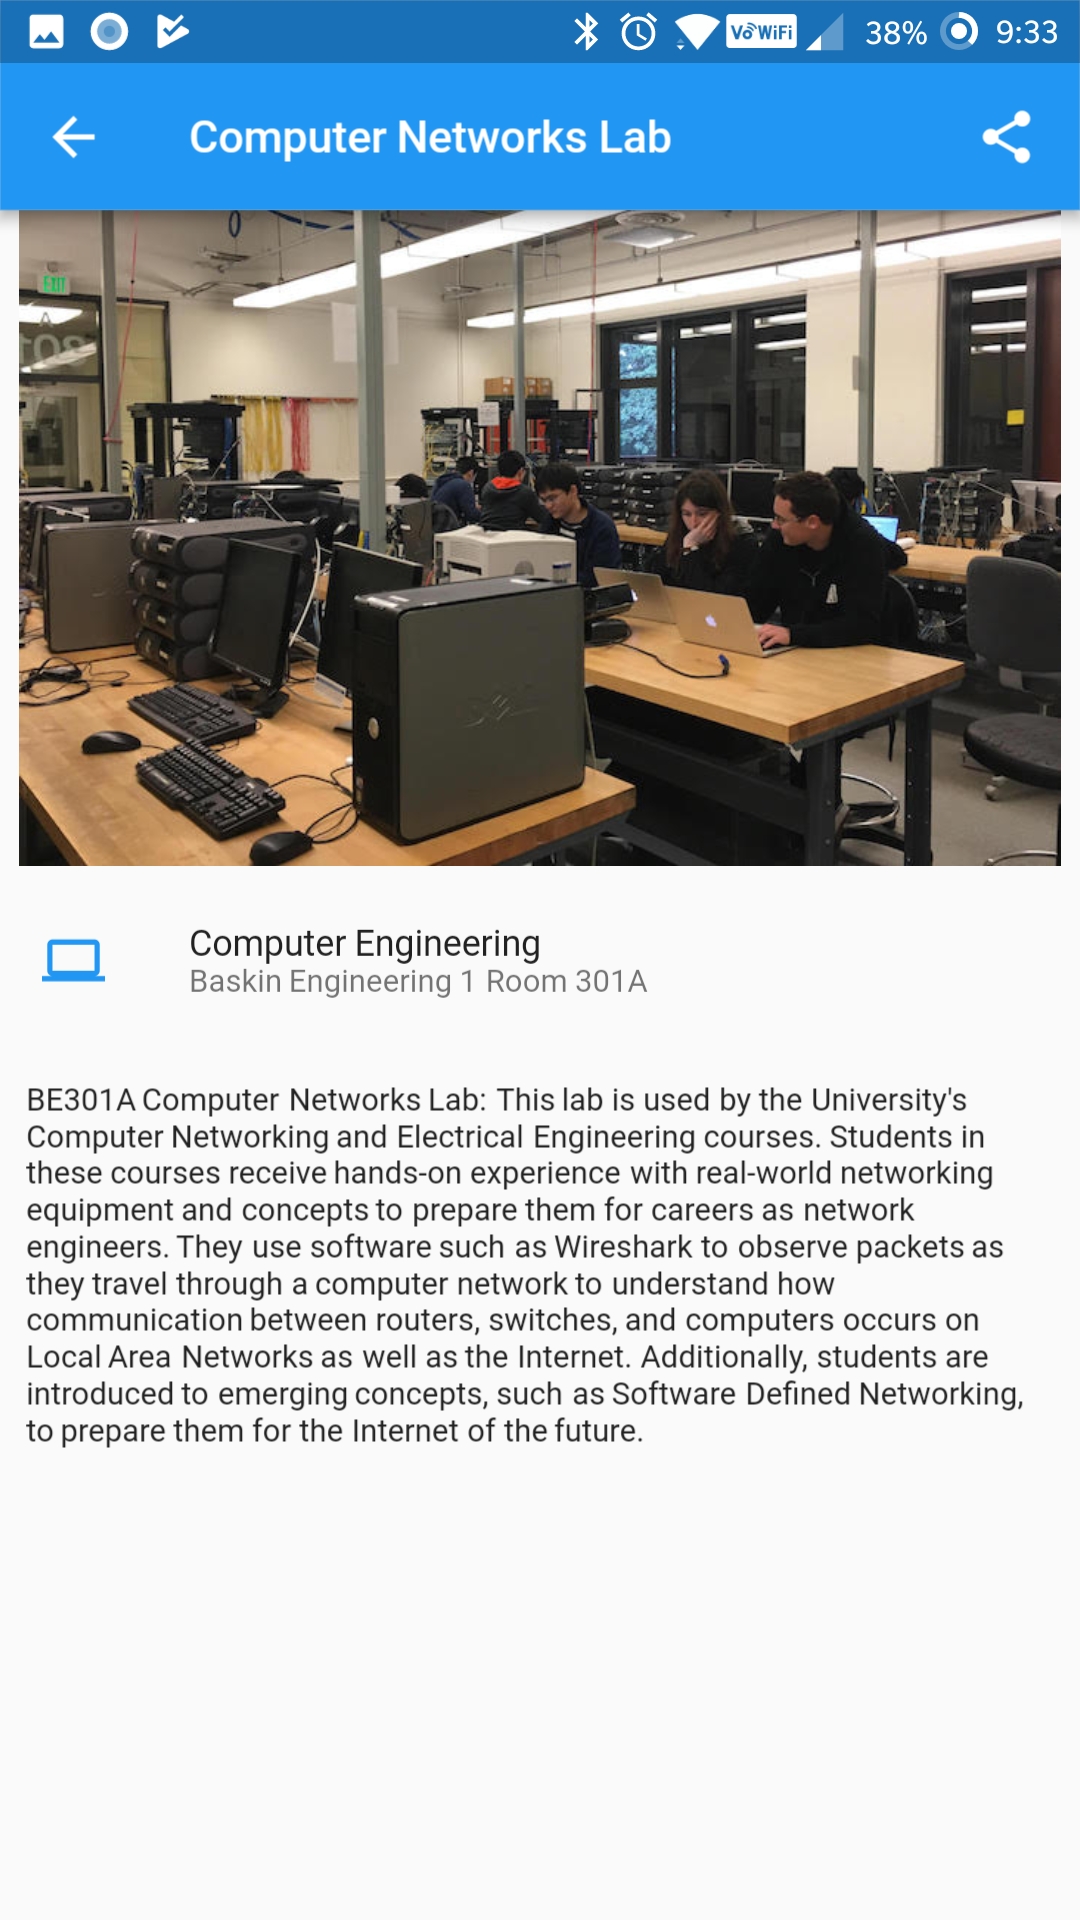 VoWiFi 38% 9:33
Computer Networks Lab
EXIT
DELL
Computer Engineering
Baskin Engineering 1 Room 301A
BE301A Computer Networks Lab: This lab is used by the University's
Computer Networking and Electrical Engineering courses. Students in
these courses receive hands-on experience with real-world networking
equipment and concepts to prepare them for careers as network
engineers. They use software such as Wireshark to observe packets as
they travel through a computer network to understand how
communication between routers, switches, and computers occurs on
Local Area Networks as well as the Internet. Additionally, students are
introduced to emerging concepts, such as Software Defined Networking,
to prepare them for the Internet of the future.